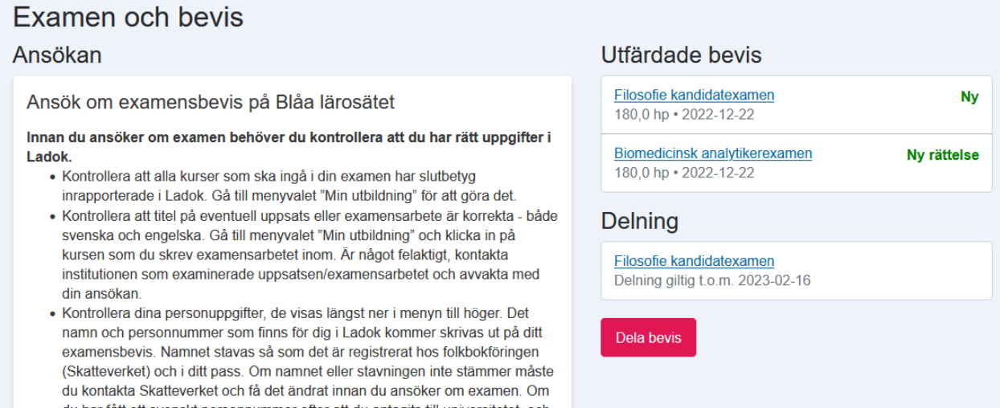 Examen och bevis
Ansökan
Ansök om examensbevis på Blåa lärosätet
Innan du ansöker om examen behöver du kontrollera att du har rätt uppgifter i
Ladok.
• Kontrollera att alla kurser som ska ingå i din examen har slutbetyg
inrapporterade i Ladok. Gå till menyvalet ”Min utbildning” för att göra det.
• Kontrollera att titel på eventuell uppsats eller examensarbete är korrekta - både
svenska och engelska. Gå till menyvalet ”Min utbildning” och klicka in på
kursen som du skrev examensarbetet inom. Är något felaktigt, kontakta
institutionen som examinerade uppsatsen/examensarbetet och avvakta med
din ansökan.
• Kontrollera dina personuppgifter, de visas längst ner i menyn till höger. Det
namn och personnummer som finns för dig i Ladok kommer skrivas ut på ditt
examensbevis. Namnet stavas så som det är registrerat hos folkbokföringen
(Skatteverket) och i ditt pass. Om namnet eller stavningen inte stämmer måste
du kontakta Skatteverket och få det ändrat innan du ansöker om examen. Om
Utfärdade bevis
Filosofie kandidatexamen Ny
180,0 hp • 2022-12-22
Biomedicinsk analytikerexamen Ny rättelse
180,0 hp • 2022-12-22
Delning
Filosofie kandidatexamen
Delning giltig t.o.m. 2023-02-16
Dela bevis